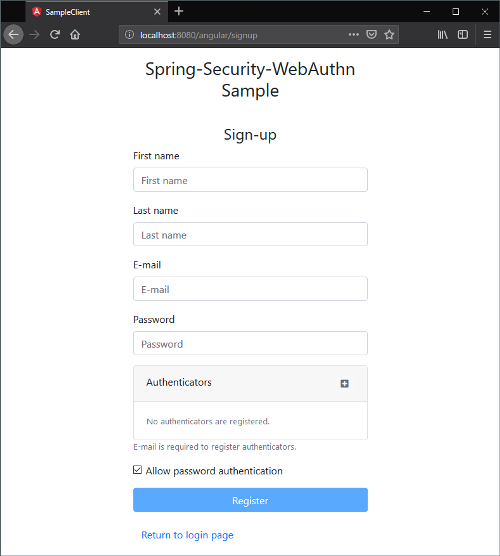 SampleClient
localhost:8080/angular/signup
Spring-Security-WebAuthn
Sample
Sign-up
First name
First name
Last name
Last name
E-mail
E-mail
Password
Password
Authenticators
No authenticators are registered.
E-mail is required to register authenticators.
Allow password authentication
Register
Return to login page